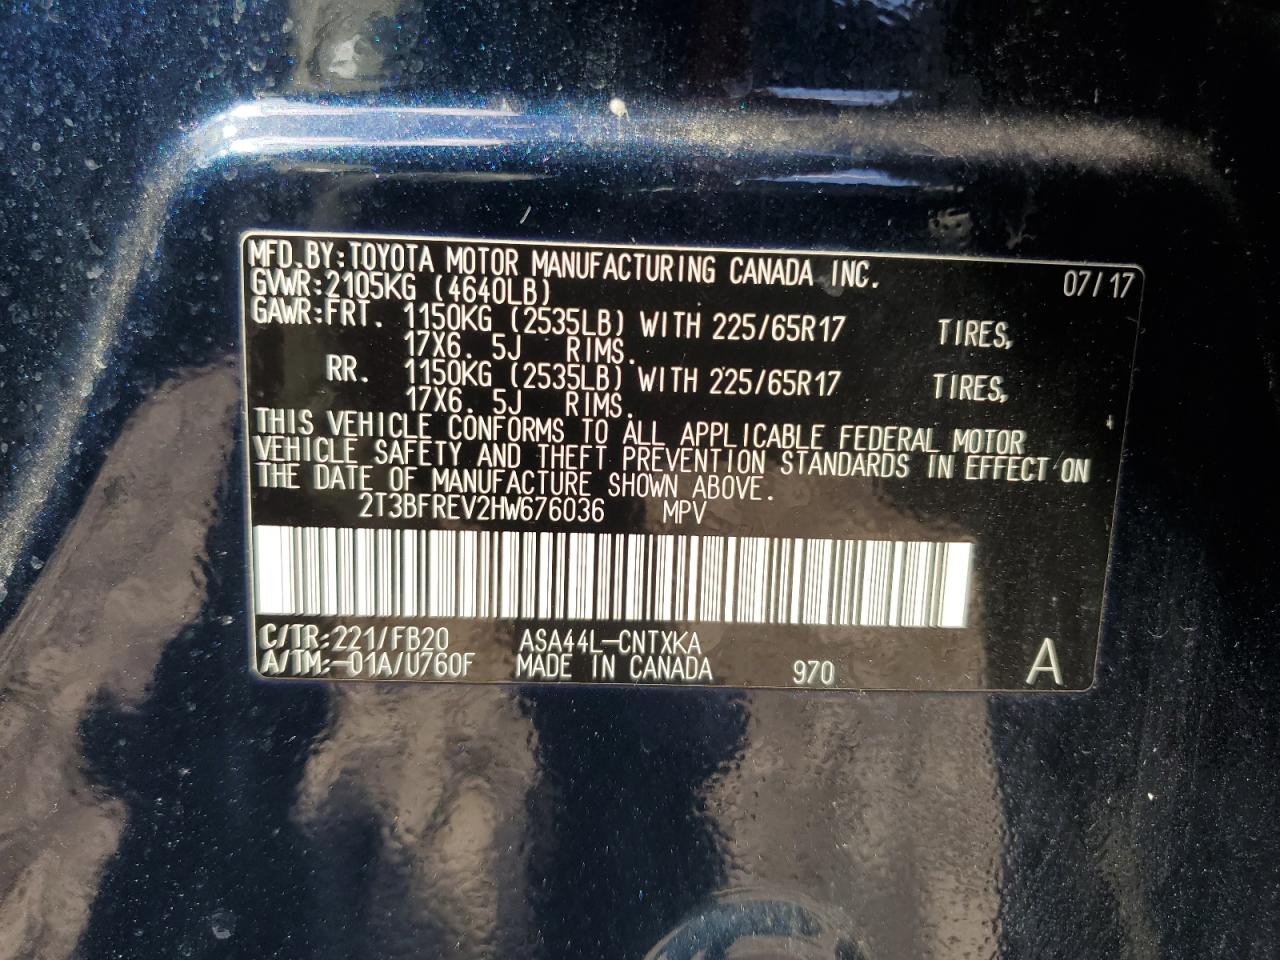 MFD. BY: TOYOTA MOTOR MANUFACTURING CANADA INC. 07/17
GVWR: 2105KG (4640LB)
GAWR: FRT. 1150KG (2535LB) WITH 225/65R17 TIRES,
17X6. 5J RIMS.
RR. 1150KG (2535LB) WITH 225/65R17 TIRES,
17X6. 5J RIMS.
THIS VEHICLE CONFORMS TO ALL APPLICABLE FEDERAL MOTOR
VEHICLE SAFETY AND THEFT PREVENTION STANDARDS IN EFFECT ON
THE DATE OF MANUFACTURE SHOWN ABOVE.
2T3BFREV2HW676036 MPV
C/TR: 221/FB20 ASA44L-CNTXKA
A/TM: -01A/U760F MADE IN CANADA 970 A